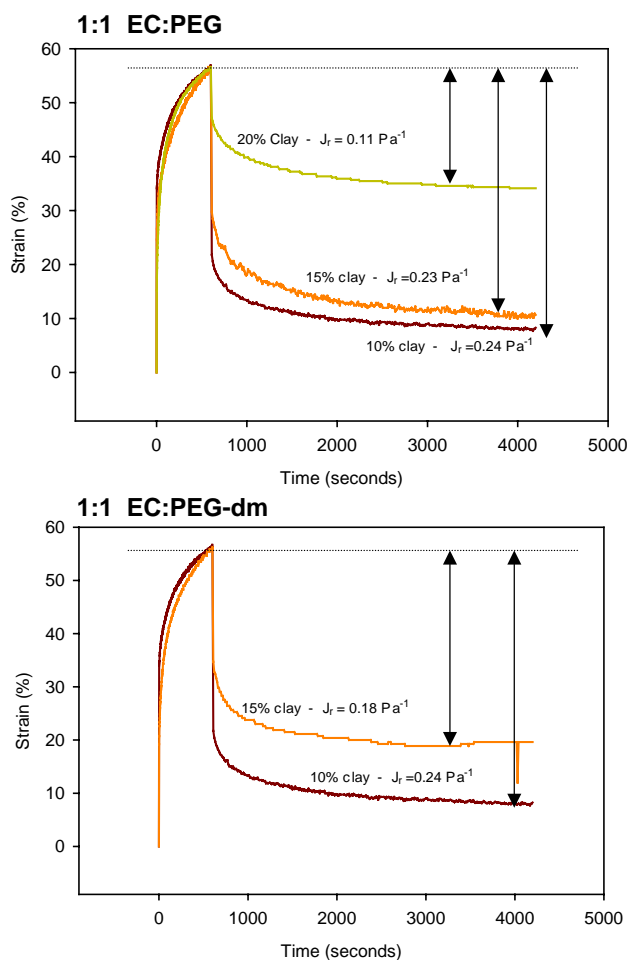 1:1 EC:PEG
60
50
40
30
20
10
0
Strain (%)
20% Clay - Jr = 0.11 Pa-1
15% clay - Jr =0.23 Pa-1
10% clay - Jr =0.24 Pa-1
0 1000 2000 3000 4000 5000
Time (seconds)
1:1 EC:PEG-dm
60
50
40
30
20
10
0
Strain (%)
15% clay - Jr = 0.18 Pa-1
10% clay - Jr =0.24 Pa-1
0 1000 2000 3000 4000 5000
Time (seconds)